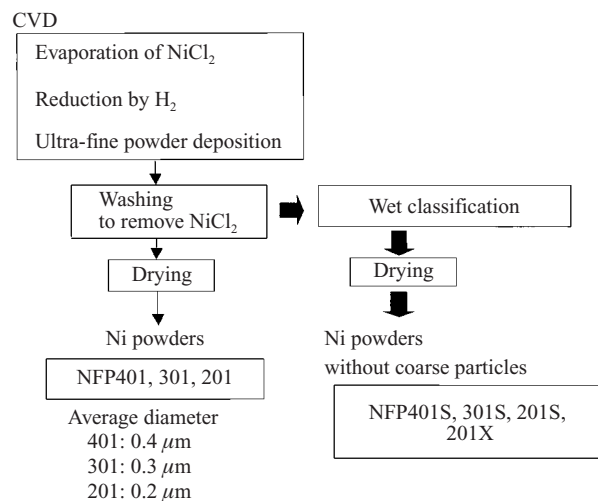 CVD
Evaporation of NiCl₂
Reduction by H₂
Ultra-fine powder deposition
Washing
to remove NiCl₂
Wet classification
Drying
Drying
Ni powders
NFP401, 301, 201
Average diameter
401: 0.4 μm
301: 0.3 μm
201: 0.2 μm
Ni powders
without coarse particles
NFP401S, 301S, 201S,
201X